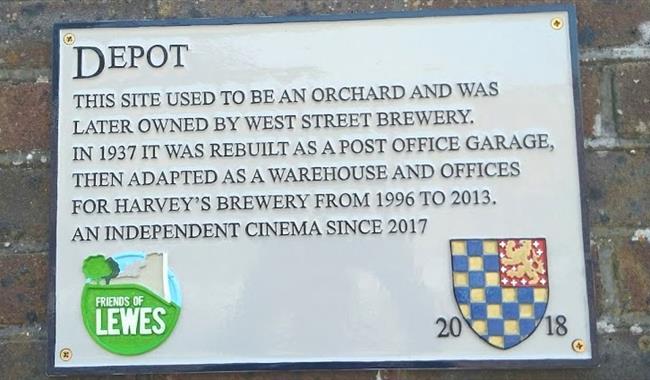 DEPOT
THIS SITE USED TO BE AN ORCHARD AND WAS
LATER OWNED BY WEST STREET BREWERY.
IN 1937 IT WAS REBUILT AS A POST OFFICE GARAGE,
THEN ADAPTED AS A WAREHOUSE AND OFFICES
FOR HARVEY'S BREWERY FROM 1996 TO 2013.
AN INDEPENDENT CINEMA SINCE 2017
FRIENDS OF
LEWES
20 18